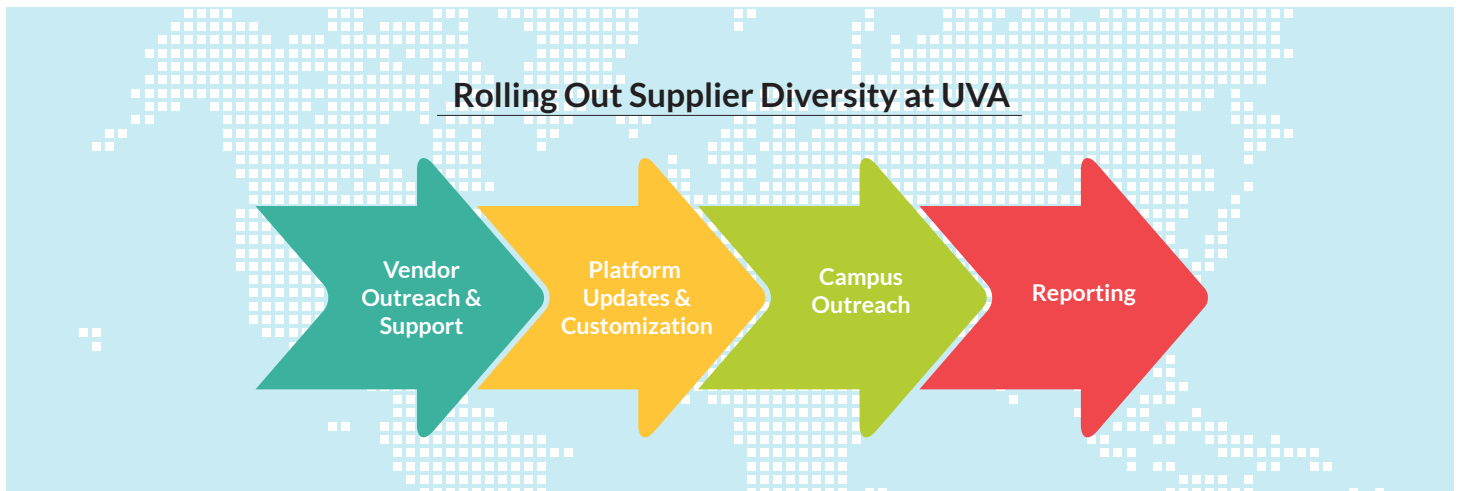 Rolling Out Supplier Diversity at UVA
Vendor
Outreach &
Support
Platform
Updates &
Customization
Campus
Outreach
Reporting